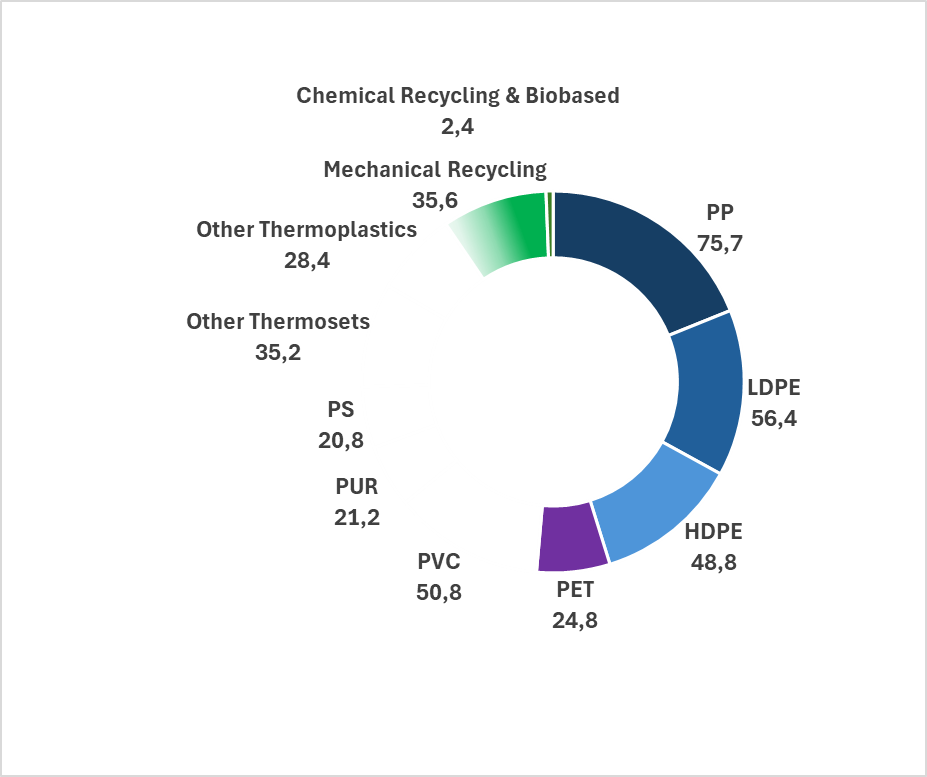 Chemical Recycling & Biobased
2,4
Mechanical Recycling
35,6
Other Thermoplastics
28,4
Other Thermosets
35,2
PS
20,8
PUR
21,2
PVC
50,8
PP
75,7
LDPE
56,4
HDPE
48,8
PET
24,8